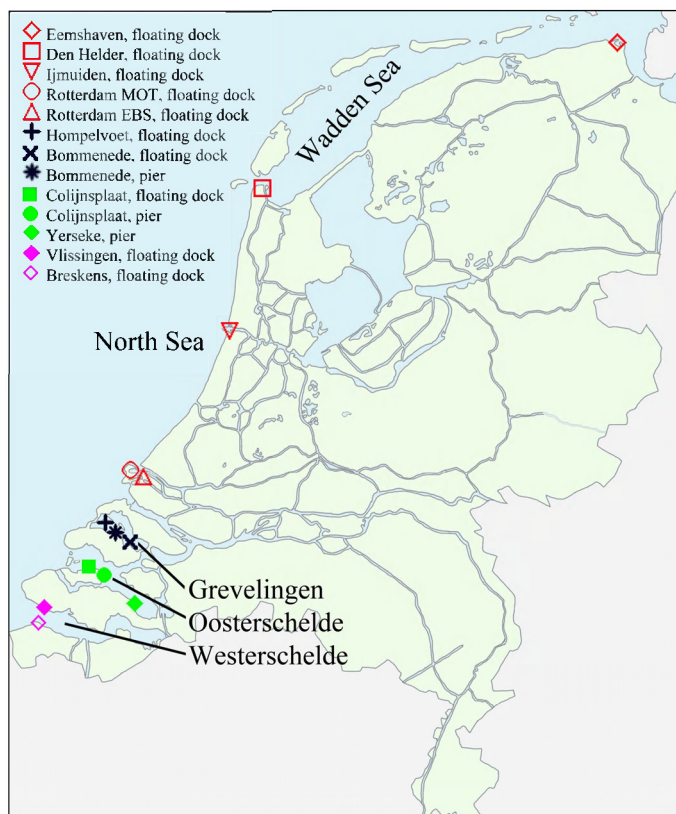 Eemshaven, floating dock
Den Helder, floating dock
Ijmuiden, floating dock
Rotterdam MOT, floating dock
Rotterdam EBS, floating dock
Hompelvoet, floating dock
Bommenede, floating dock
Bommenede, pier
Colijnsplaat, floating dock
Colijnsplaat, pier
Yerseke, pier
Vlissingen, floating dock
Breskens, floating dock
Wadden Sea
North Sea
Grevelingen
Oosterschelde
Westerschelde